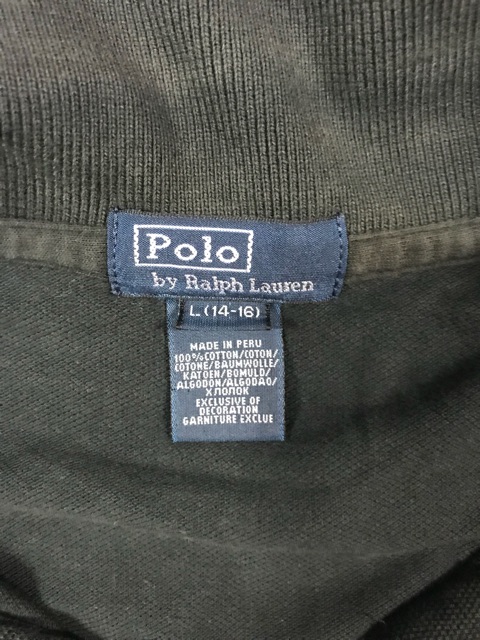 Polo
by Ralph Lauren
L (14-16)
MADE IN PERU
100%COTTON/COTON/
COTONE/BAUMWOLLE/
KATOEN/BOMULD/
ALGODON/ALGODAO/
ХЛОПОК
EXCLUSIVE OF
DECORATION
GARNITURE EXCLUE